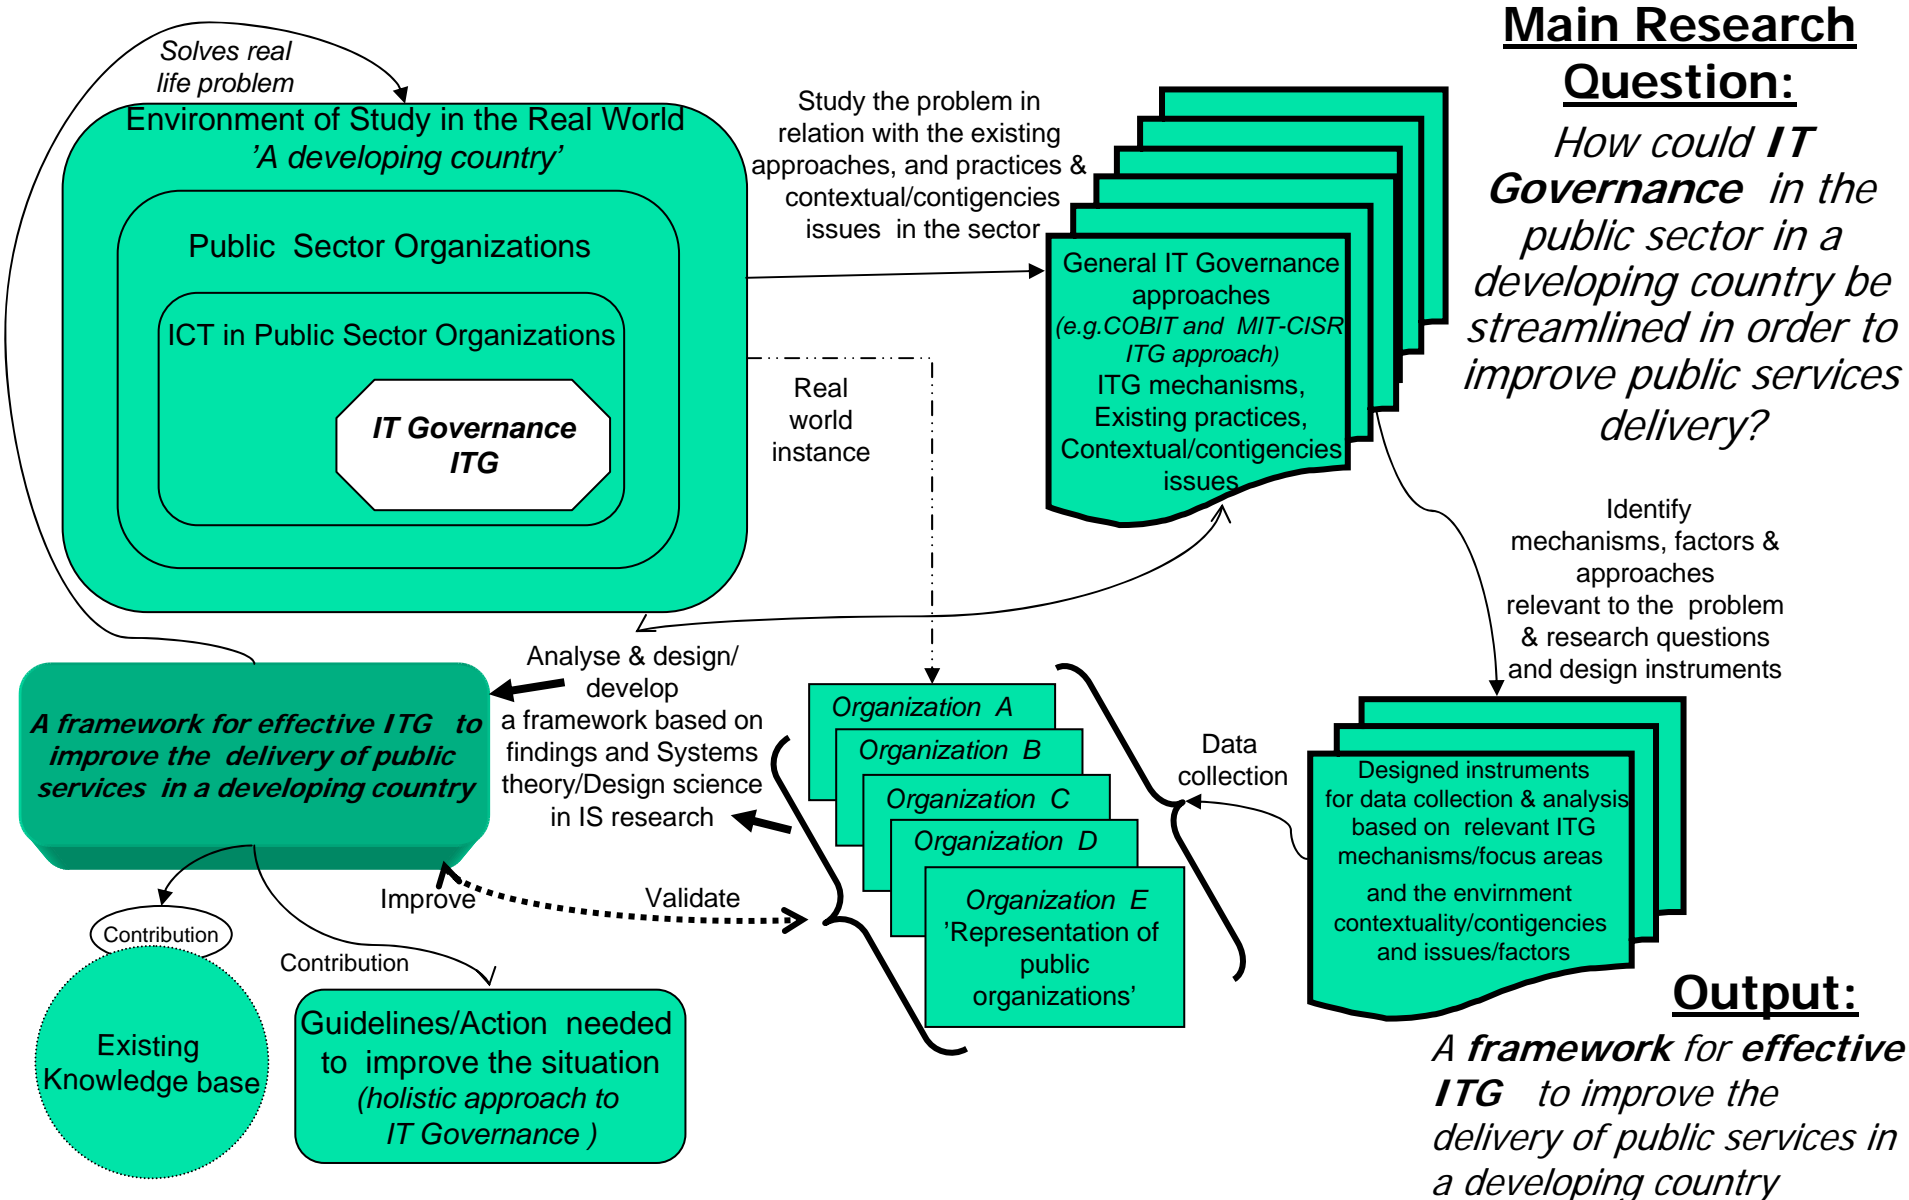 Main Research
Question:
How could IT
Governance in the
public sector in a
developing country be
streamlined in order to
improve public services
delivery?
Solves real
life problem
Environment of Study in the Real World
’A developing country’
Public Sector Organizations
ICT in Public Sector Organizations
IT Governance
ITG
Study the problem in
relation with the existing
approaches, and practices &
contextual/contigencies
issues in the sector
Real
world
instance
General IT Governance
approaches
(e.g.COBIT and MIT-CISR
ITG approach)
ITG mechanisms,
Existing practices,
Contextual/contigencies
issues
Identify
mechanisms, factors &
approaches
relevant to the problem
& research questions
and design instruments
A framework for effective ITG to
improve the delivery of public
services in a developing country
Analyse & design/
develop
a framework based on
findings and Systems
theory/Design science
in IS research
Organization A
Organization B
Organization C
Organization D
Organization E
’Representation of
public
organizations’
Data
collection
Designed instruments
for data collection & analysis
based on relevant ITG
mechanisms/focus areas
and the envirnment
contextuality/contigencies
and issues/factors
Improve
Validate
Contribution
Contribution
Existing
Knowledge base
Guidelines/Action needed
to improve the situation
(holistic approach to
IT Governance )
Output:
A framework for effective
ITG to improve the
delivery of public services in
a developing country